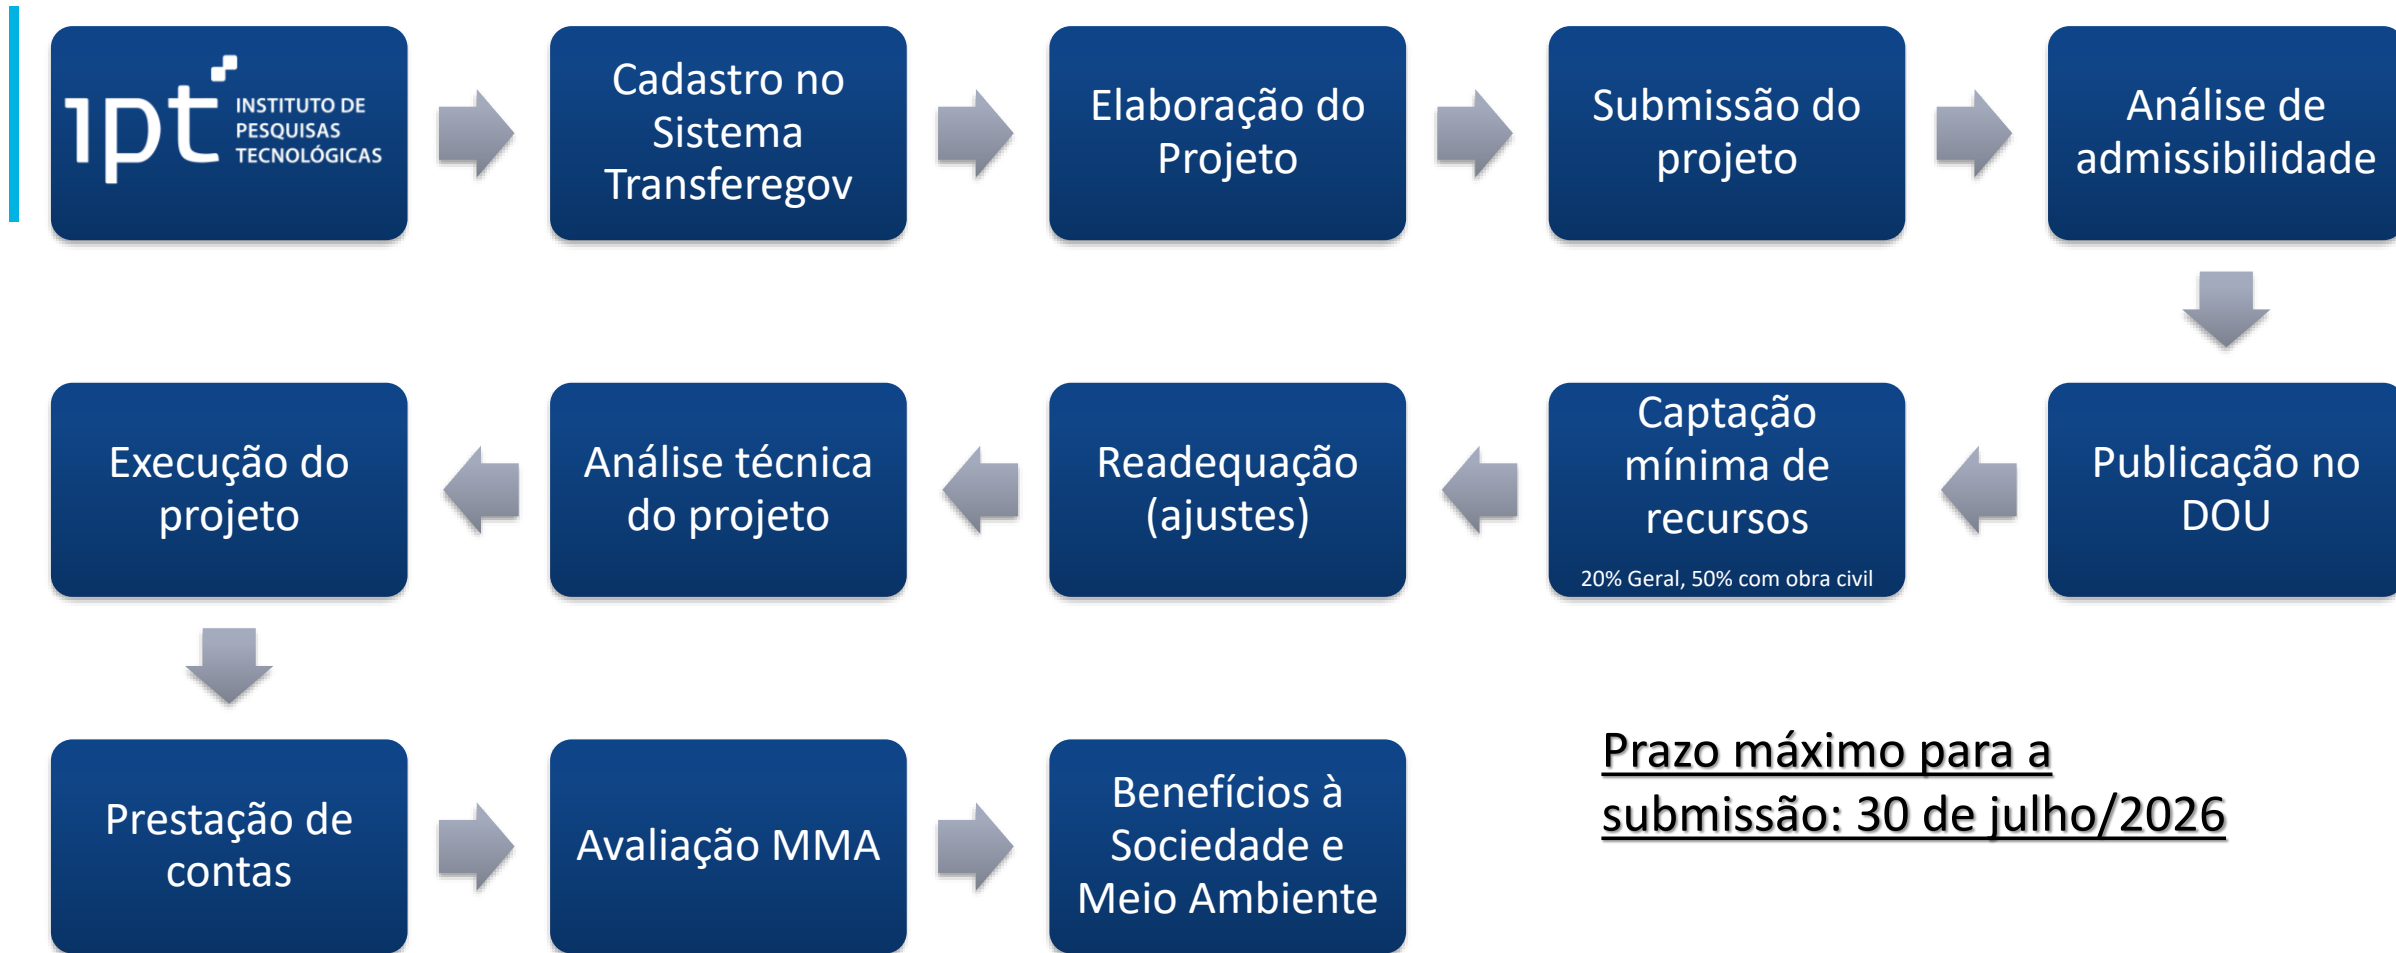 ipt INSTITUTO DE
PESQUISAS
TECNOLÓGICAS
Cadastro no
Sistema
Transferegov
Elaboração do
Projeto
Submissão do
projeto
Análise de
admissibilidade
Publicação no
DOU
Captação
mínima de
recursos
20% Geral, 50% com obra civil
Readequação
(ajustes)
Análise técnica
do projeto
Execução do
projeto
Prestação de
contas
Avaliação MMA
Benefícios à
Sociedade e
Meio Ambiente
Prazo máximo para a
submissão: 30 de julho/2026